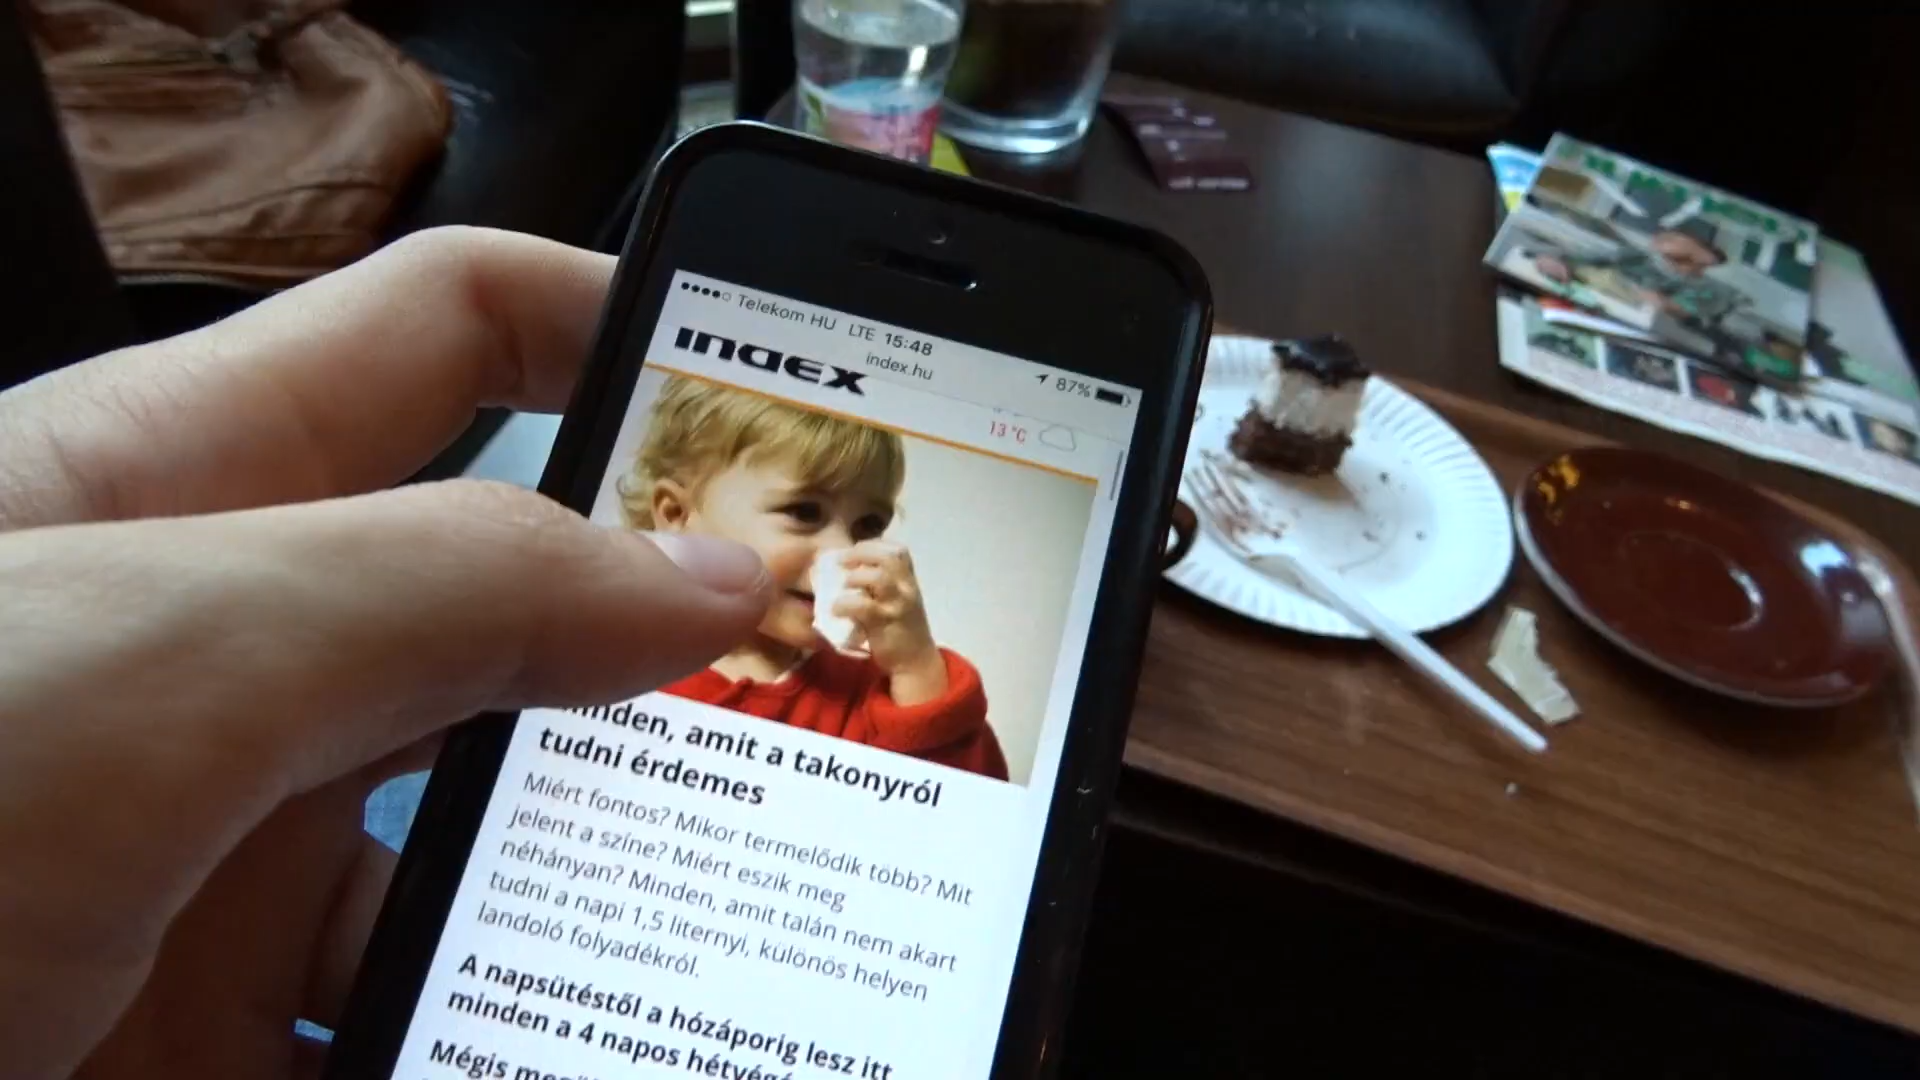 Telekom HU LTE 15:48
87%
index
index.hu
13 °C
Minden, amit a takonyról
tudni érdemes
Miért fontos? Mikor termelődik több? Mit
jelent a színe? Miért eszik meg
néhányan? Minden, amit talán nem akart
tudni a napi 1,5 liternyi, különös helyen
landoló folyadékról.
A napsütéstől a hózáporig lesz itt
minden a 4 napos
Mégis